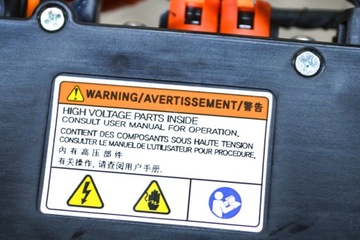 WARNING/AVERTISSEMENT/警告
HIGH VOLTAGE PARTS INSIDE
CONSULT USER MANUAL FOR OPERATION.
CONTIENT DES COMPOSANTS SOUS HAUTE TENSION
CONSULTER LE MANUEL DE L'UTILISATEUR POUR PROCEDURE.
内有高压部件
有关操作, 请参阅用户手册.